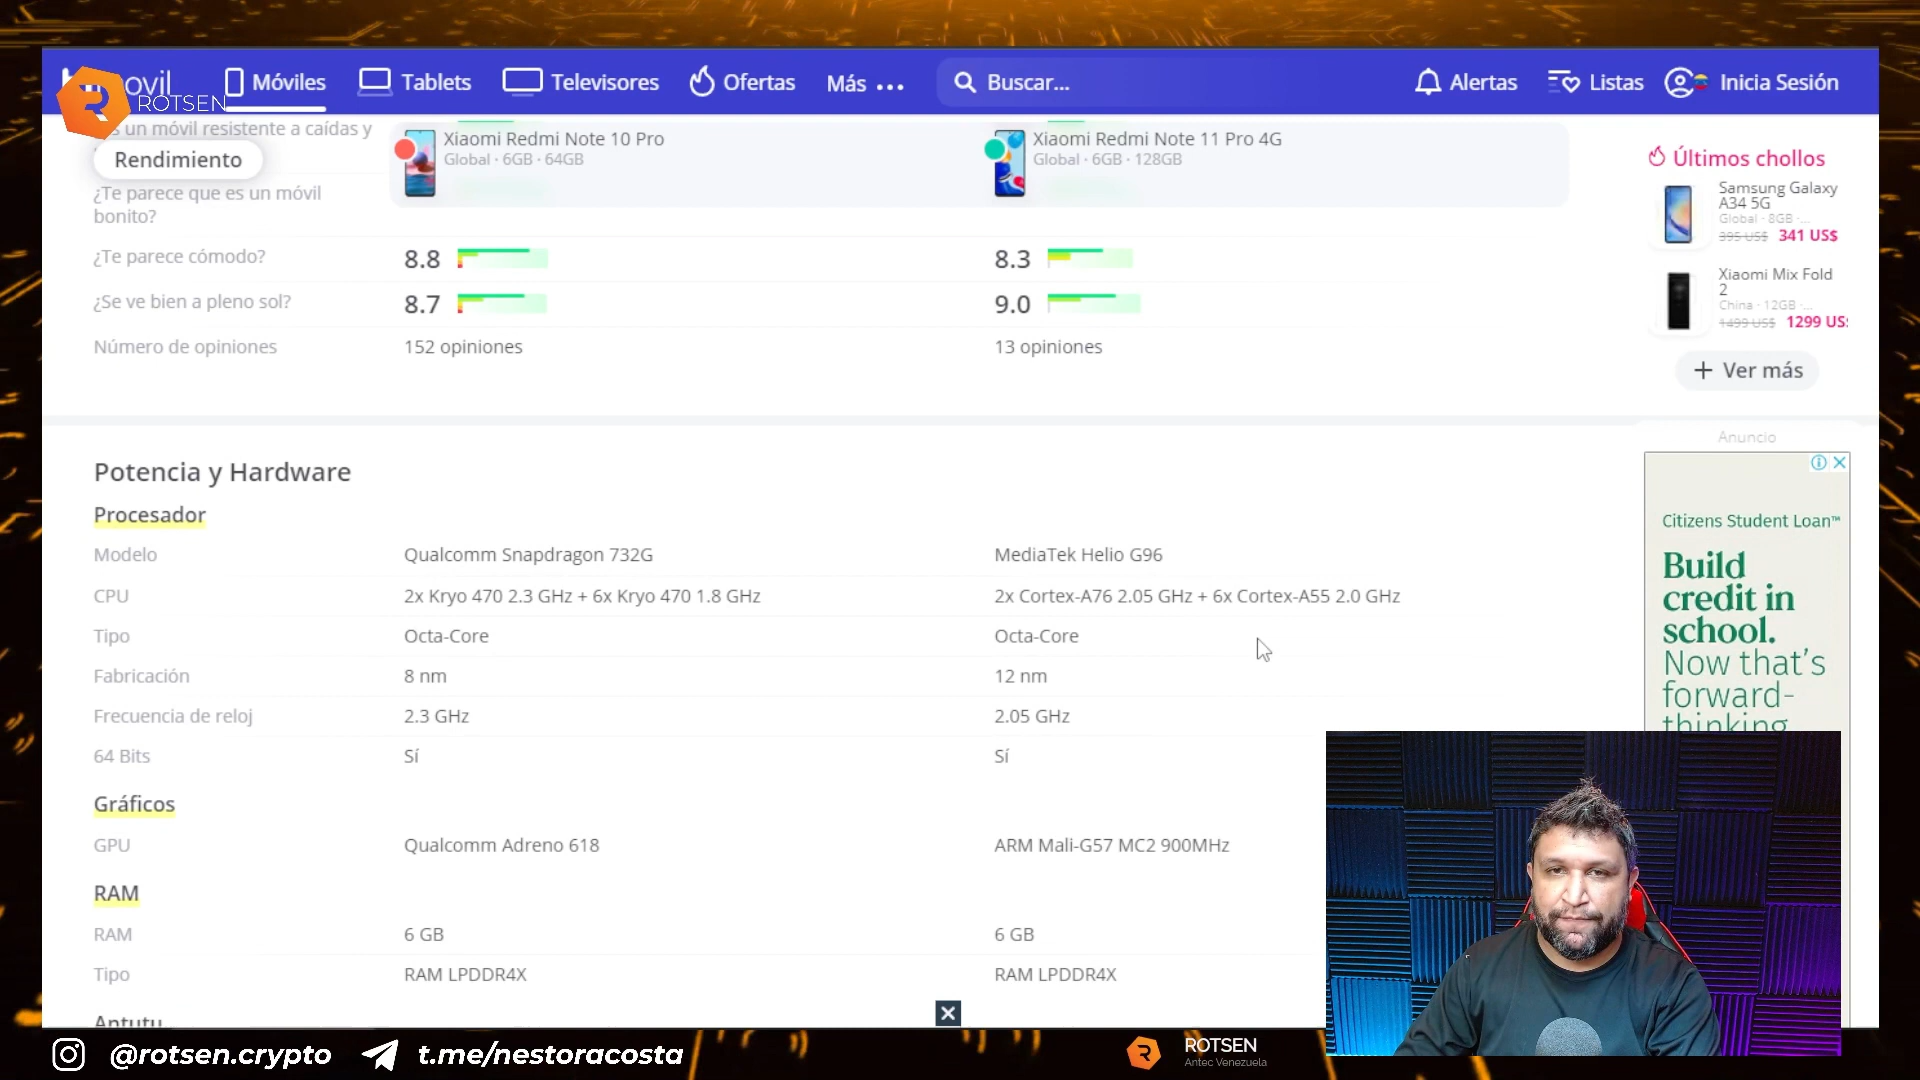 Móviles
Tablets
Televisores
Ofertas
Más •••
Buscar...
Alertas
Listas
Inicia Sesión
ovil
ROTSEN
es un móvil resistente a caídas y
Rendimiento
Xiaomi Redmi Note 10 Pro
Global · 6GB · 64GB
Xiaomi Redmi Note 11 Pro 4G
Global · 6GB · 128GB
¿Te parece que es un móvil
bonito?
¿Te parece cómodo? 8.8 8.3
¿Se ve bien a pleno sol? 8.7 9.0
Número de opiniones 152 opiniones 13 opiniones
Últimos chollos
Samsung Galaxy
A34 5G
Global · 8GB ·...
395 US$ 341 US$
Xiaomi Mix Fold
2
China · 12GB ·...
1499 US$ 1299 US$
+ Ver más
Anuncio
Potencia y Hardware
Procesador
Modelo Qualcomm Snapdragon 732G MediaTek Helio G96
CPU 2x Kryo 470 2.3 GHz + 6x Kryo 470 1.8 GHz 2x Cortex-A76 2.05 GHz + 6x Cortex-A55 2.0 GHz
Tipo Octa-Core Octa-Core
Fabricación 8 nm 12 nm
Frecuencia de reloj 2.3 GHz 2.05 GHz
64 Bits Sí Sí
Gráficos
GPU Qualcomm Adreno 618 ARM Mali-G57 MC2 900MHz
RAM
RAM 6 GB 6 GB
Tipo RAM LPDDR4X RAM LPDDR4X
Antutu
Citizens Student Loan™
Build
credit in
school.
Now that's
forward-
thinking
@rotsen.crypto
t.me/nestoracosta
ROTSEN
Antec Venezuela